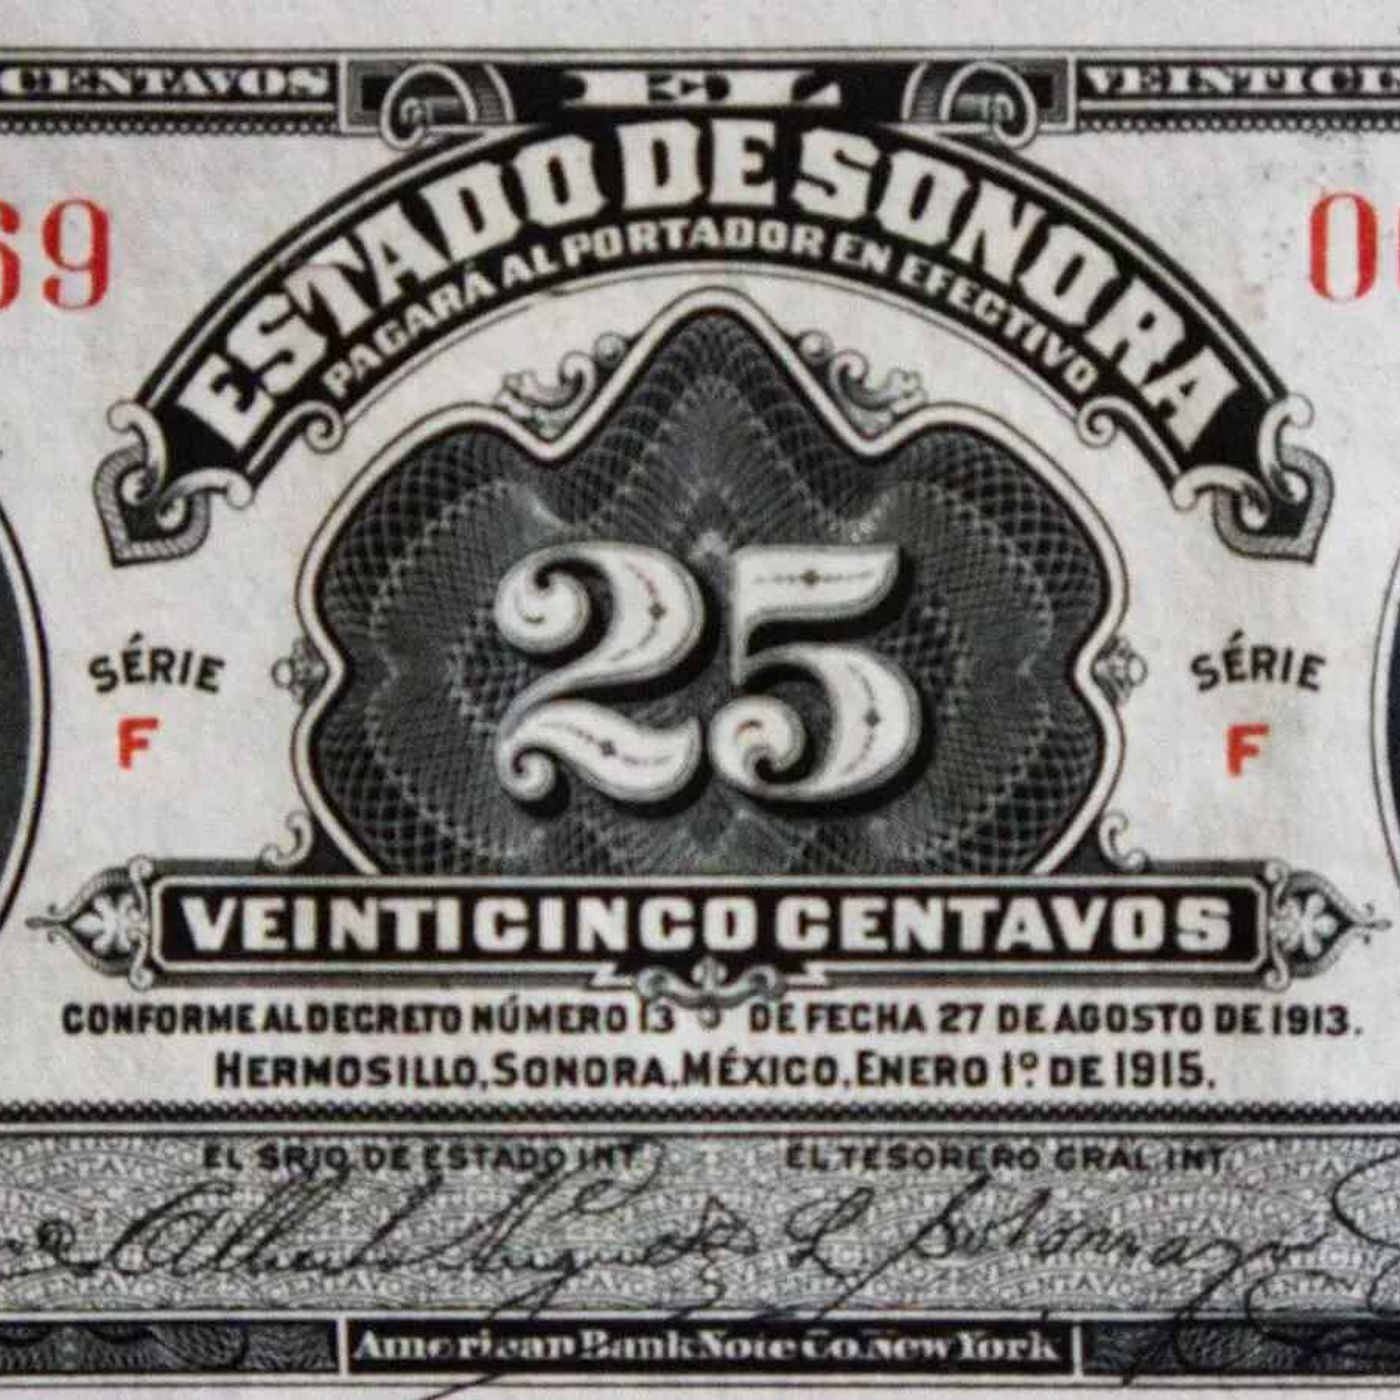 CENTAVOS EL VEINTICI
ESTADO DE SONORA
PAGARÁ AL PORTADOR EN EFECTIVO
69 0
25
SÉRIE SÉRIE
F F
VEINTICINCO CENTAVOS
CONFORME AL DECRETO NÚMERO 13 DE FECHA 27 DE AGOSTO DE 1913.
HERMOSILLO, SONORA, MÉXICO, ENERO 1º DE 1915.
EL SRIO DE ESTADO INT. EL TESORERO GRAL INT.
American Bank Note Co. New York